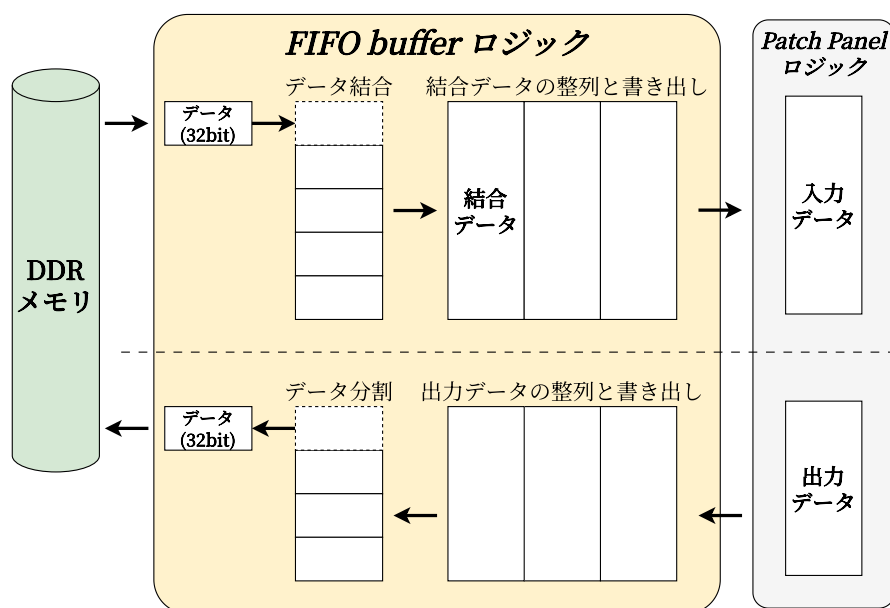 FIFO buffer ロジック
Patch Panel
ロジック
データ結合
結合データの整列と書き出し
データ
(32bit)
結合
データ
入力
データ
DDR
メモリ
データ分割
出力データの整列と書き出し
データ
(32bit)
出力
データ